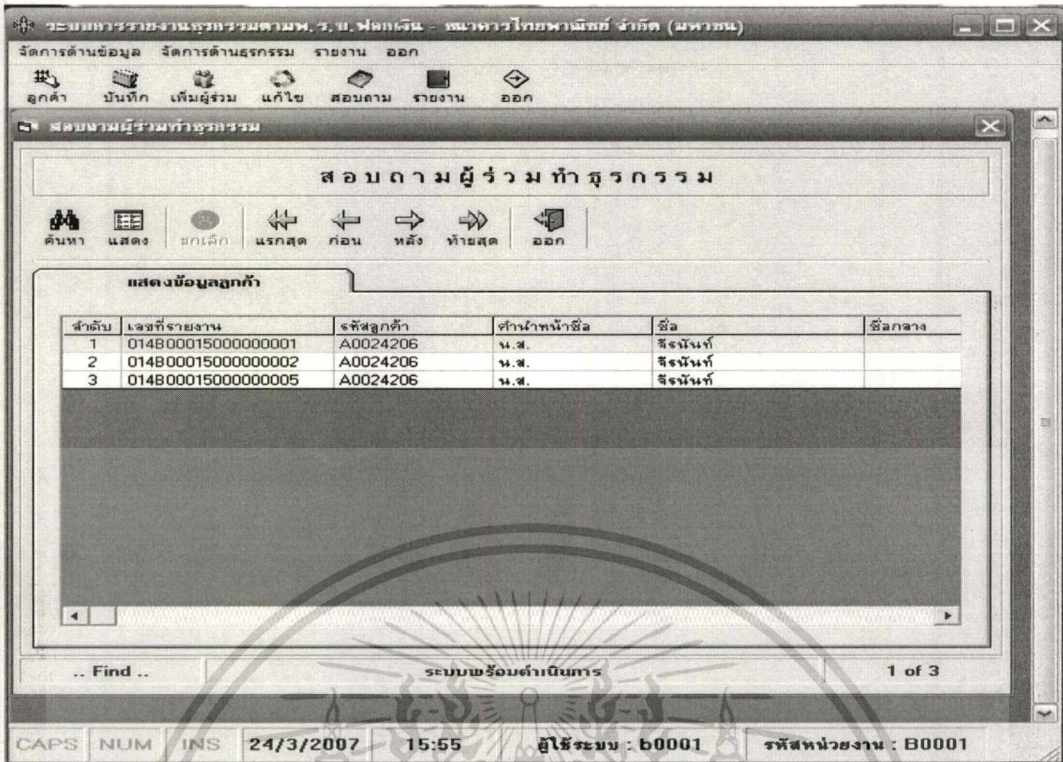 ระบบการรายงานธุรกรรมตามพ.ร.บ.ฟอกเงิน - ธนาคารไทยพาณิชย์ จำกัด (มหาชน)
จัดการด้านข้อมูล จัดการด้านธุรกรรม รายงาน ออก
ลูกค้า บันทึก เพิ่มผู้ร่วม แก้ไข สอบถาม รายงาน ออก
สอบถามผู้ร่วมทำธุรกรรม
สอบถามผู้ร่วมทำธุรกรรม
ค้นหา แสดง ยกเลิก แรกสุด ก่อน หลัง ท้ายสุด ออก
แสดงข้อมูลลูกค้า
ลำดับ เลขที่รายงาน รหัสลูกค้า คำนำหน้าชื่อ ชื่อ ชื่อกลาง
1 014B00015000000001 A0024206 น.ส. จีรนันท์
2 014B00015000000002 A0024206 น.ส. จีรนันท์
3 014B00015000000005 A0024206 น.ส. จีรนันท์
.. Find .. ระบบพร้อมดำเนินการ 1 of 3
CAPS NUM INS 24/3/2007 15:55 ผู้ใช้ระบบ : b0001 รหัสหน่วยงาน : B0001